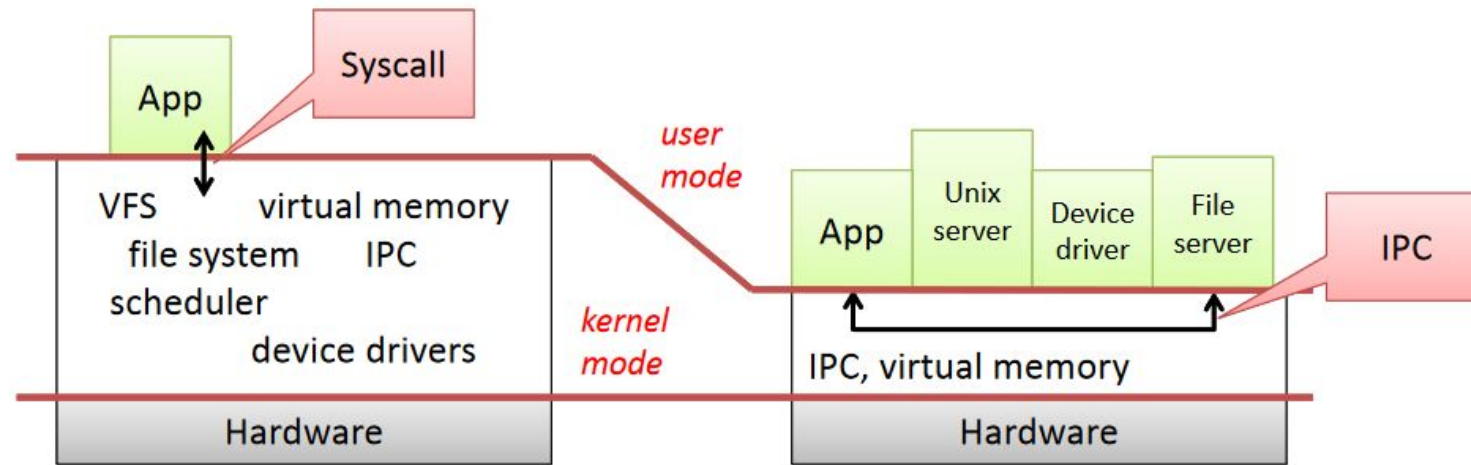 App
Syscall
VFS virtual memory
file system IPC
scheduler
device drivers
Hardware
user
mode
kernel
mode
App
Unix
server
Device
driver
File
server
IPC
IPC, virtual memory
Hardware